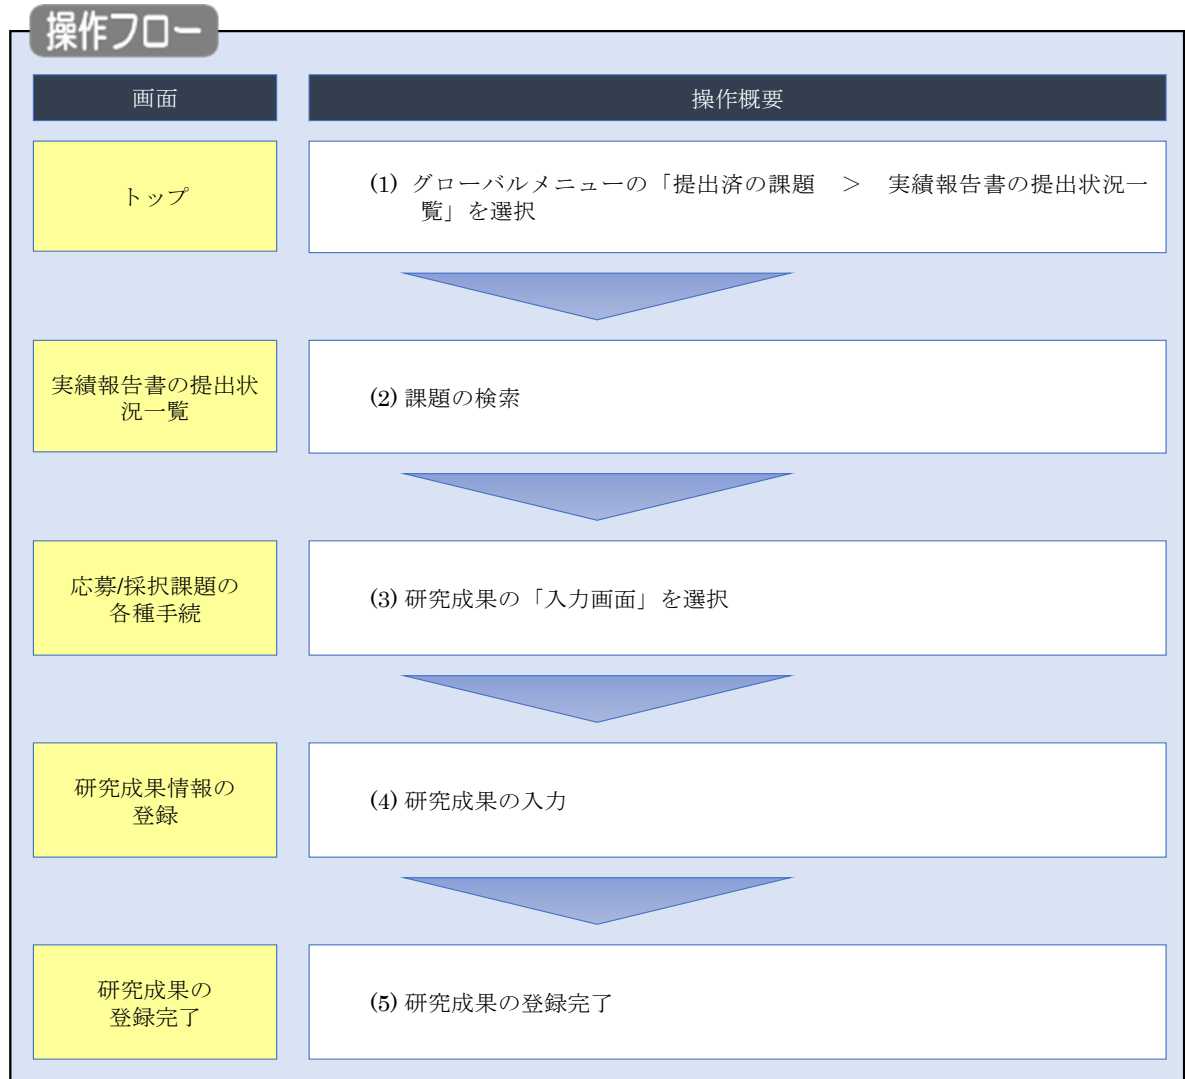 操作フロー
画面
操作概要
トップ
(1) グローバルメニューの「提出済の課題　＞　実績報告書の提出状況一
覧」を選択
実績報告書の提出状
況一覧
(2) 課題の検索
応募/採択課題の
各種手続
(3) 研究成果の「入力画面」を選択
研究成果情報の
登録
(4) 研究成果の入力
研究成果の
登録完了
(5) 研究成果の登録完了